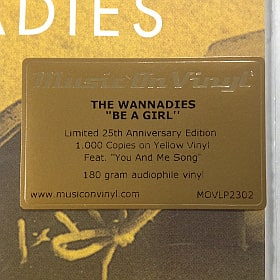 ADIES
Music On Vinyl
THE WANNADIES
"BE A GIRL"
Limited 25th Anniversary Edition
1.000 Copies on Yellow Vinyl
Feat. "You And Me Song"
180 gram audiophile vinyl
www.musiconvinyl.com MOVLP2302